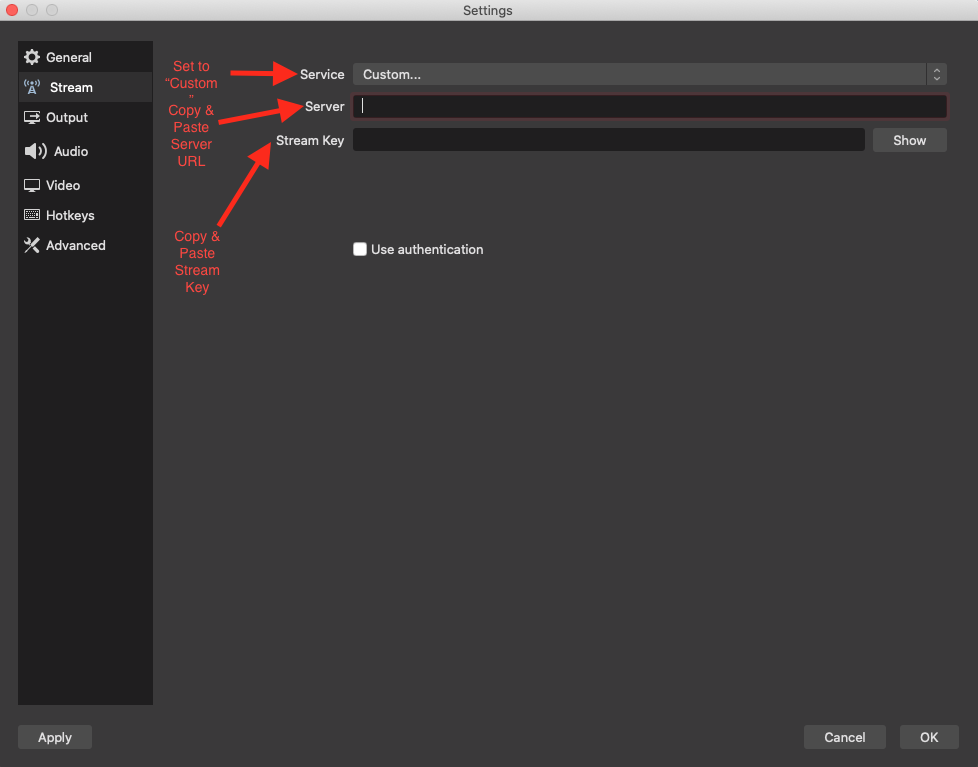 Settings
General
Stream
Output
Audio
Video
Hotkeys
Advanced
Set to
“Custom
”
Copy &
Paste
Server
URL
Copy &
Paste
Stream
Key
Service
Custom...
Server
Stream Key
Show
Use authentication
Apply
Cancel
OK